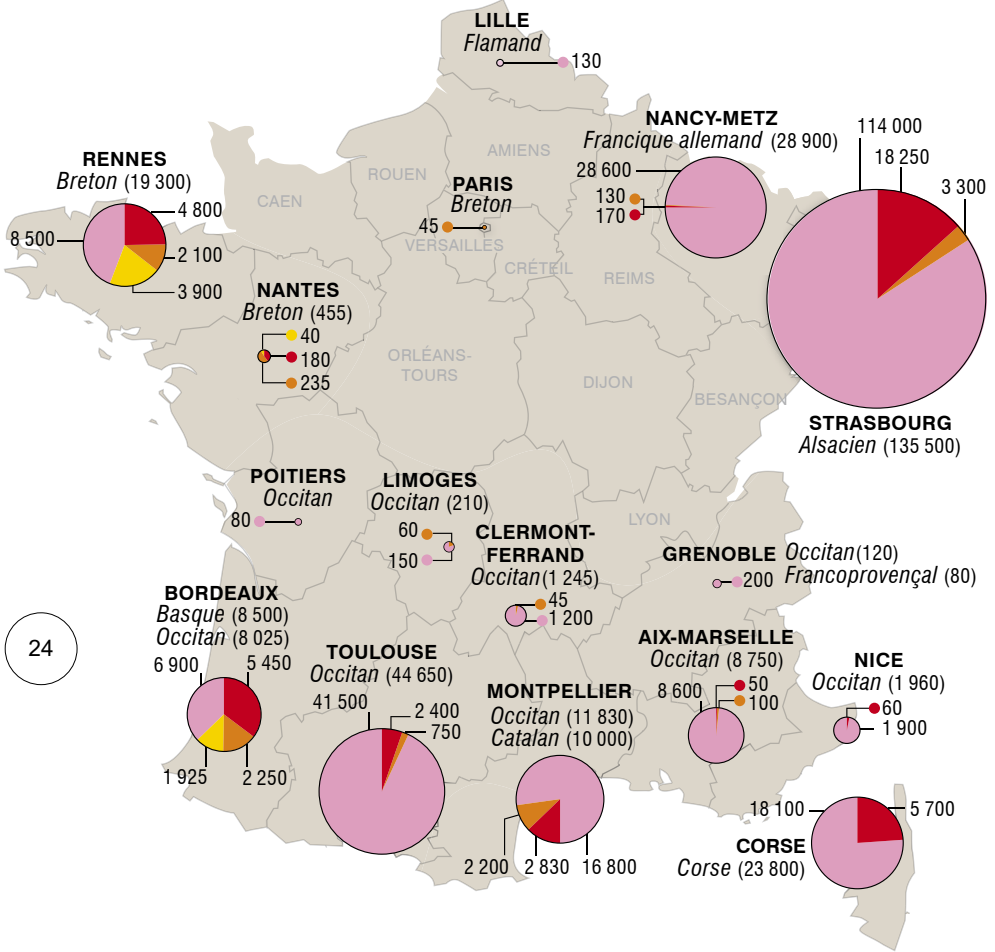 LILLE
Flamand
130
NANCY-METZ
Francique allemand (28 900)
28 600
130
170
114 000
18 250
3 300
STRASBOURG
Alsacien (135 500)
RENNES
Breton (19 300)
4 800
8 500
2 100
3 900
CAEN
ROUEN
AMIENS
PARIS
Breton
45
VERSAILLES
CRÉTEIL
REIMS
NANTES
Breton (455)
40
180
235
ORLÉANS-
TOURS
DIJON
BESANÇON
POITIERS
Occitan
80
LIMOGES
Occitan (210)
60
150
CLERMONT-
FERRAND
Occitan(1 245)
45
1 200
LYON
GRENOBLE
Occitan(120)
Francoprovençal (80)
200
BORDEAUX
Basque (8 500)
Occitan (8 025)
6 900
5 450
1 925
2 250
24
TOULOUSE
Occitan (44 650)
41 500
2 400
750
MONTPELLIER
Occitan (11 830)
Catalan (10 000)
2 200
2 830
16 800
AIX-MARSEILLE
Occitan (8 750)
8 600
50
100
NICE
Occitan (1 960)
60
1 900
18 100
5 700
CORSE
Corse (23 800)